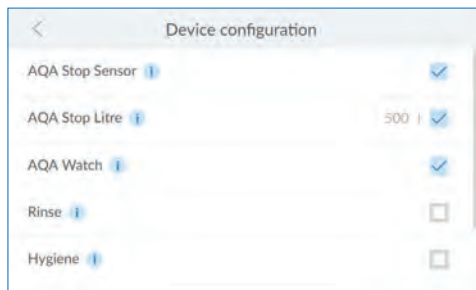 Device configuration
AQA Stop Sensor i
AQA Stop Litre i 500 l
AQA Watch i
Rinse i
Hygiene i